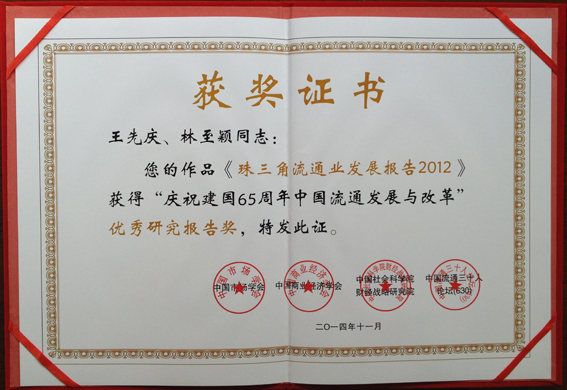 获奖证书
王先庆、林至颖同志：
您的作品《珠三角流通业发展报告2012》
获得“庆祝建国65周年中国流通发展与改革”
优秀研究报告奖，特发此证。
中国市场学会 中国商业经济学会 中国社会科学院 中国流通三十人
财经战略研究院 论坛(G30)
二〇一四年十一月